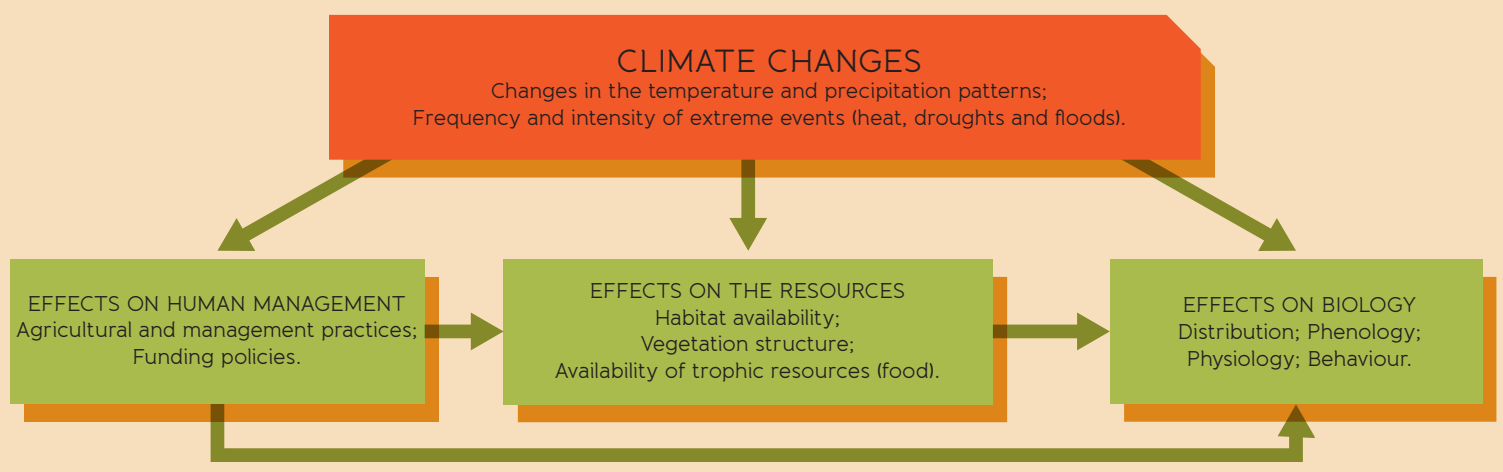 CLIMATE CHANGES
Changes in the temperature and precipitation patterns;
Frequency and intensity of extreme events (heat, droughts and floods).
EFFECTS ON HUMAN MANAGEMENT
Agricultural and management practices;
Funding policies.
EFFECTS ON THE RESOURCES
Habitat availability;
Vegetation structure;
Availability of trophic resources (food).
EFFECTS ON BIOLOGY
Distribution; Phenology;
Physiology; Behaviour.